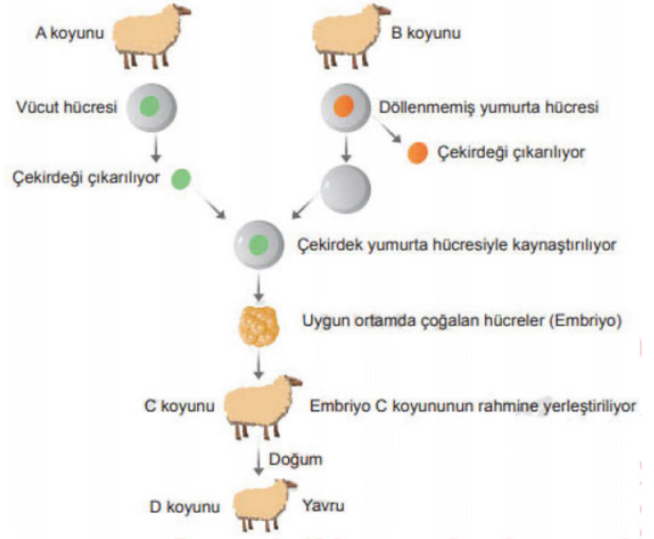 A koyunu
B koyunu
Vücut hücresi
Döllenmemiş yumurta hücresi
Çekirdeği çıkarılıyor
Çekirdeği çıkarılıyor
Çekirdek yumurta hücresiyle kaynaştırılıyor
Uygun ortamda çoğalan hücreler (Embriyo)
C koyunu
Embriyo C koyununun rahmine yerleştiriliyor
Doğum
D koyunu
Yavru